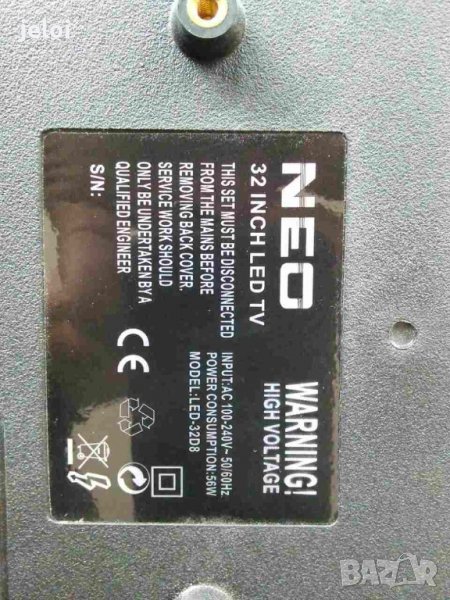 jeloi
NEO
32 INCH LED TV
THIS SET MUST BE DISCONNECTED
FROM THE MAINS BEFORE
REMOVING BACK COVER.
SERVICE WORK SHOULD
ONLY BE UNDERTAKEN BY A
QUALIFIED ENGINEER
S/N:
WARNING!
HIGH VOLTAGE
INPUT:AC 100-240V~ 50/60Hz
POWER CONSUMPTION:56W
MODEL:LED-32D8
CE
BAZAR